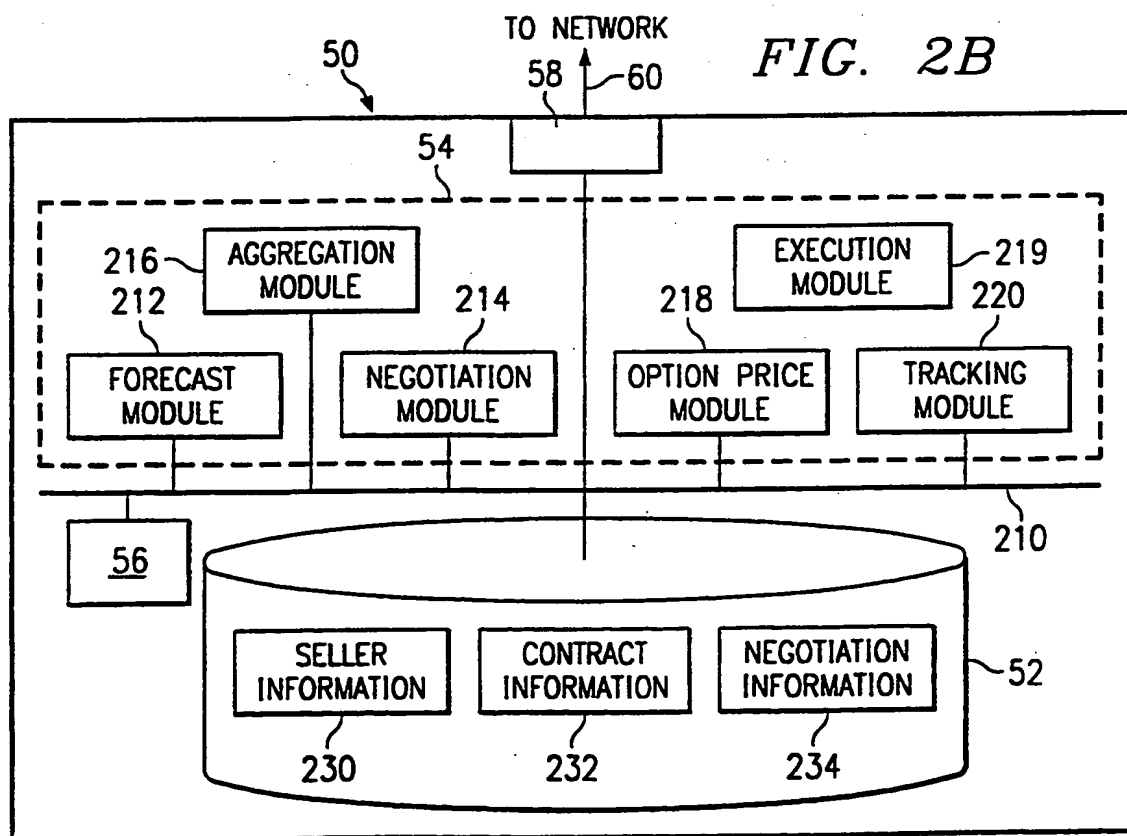 TO NETWORK
FIG. 2B
50
58
60
54
216
AGGREGATION
MODULE
EXECUTION
MODULE
219
212
214
218
220
FORECAST
MODULE
NEGOTIATION
MODULE
OPTION PRICE
MODULE
TRACKING
MODULE
210
56
SELLER
INFORMATION
CONTRACT
INFORMATION
NEGOTIATION
INFORMATION
52
230
232
234